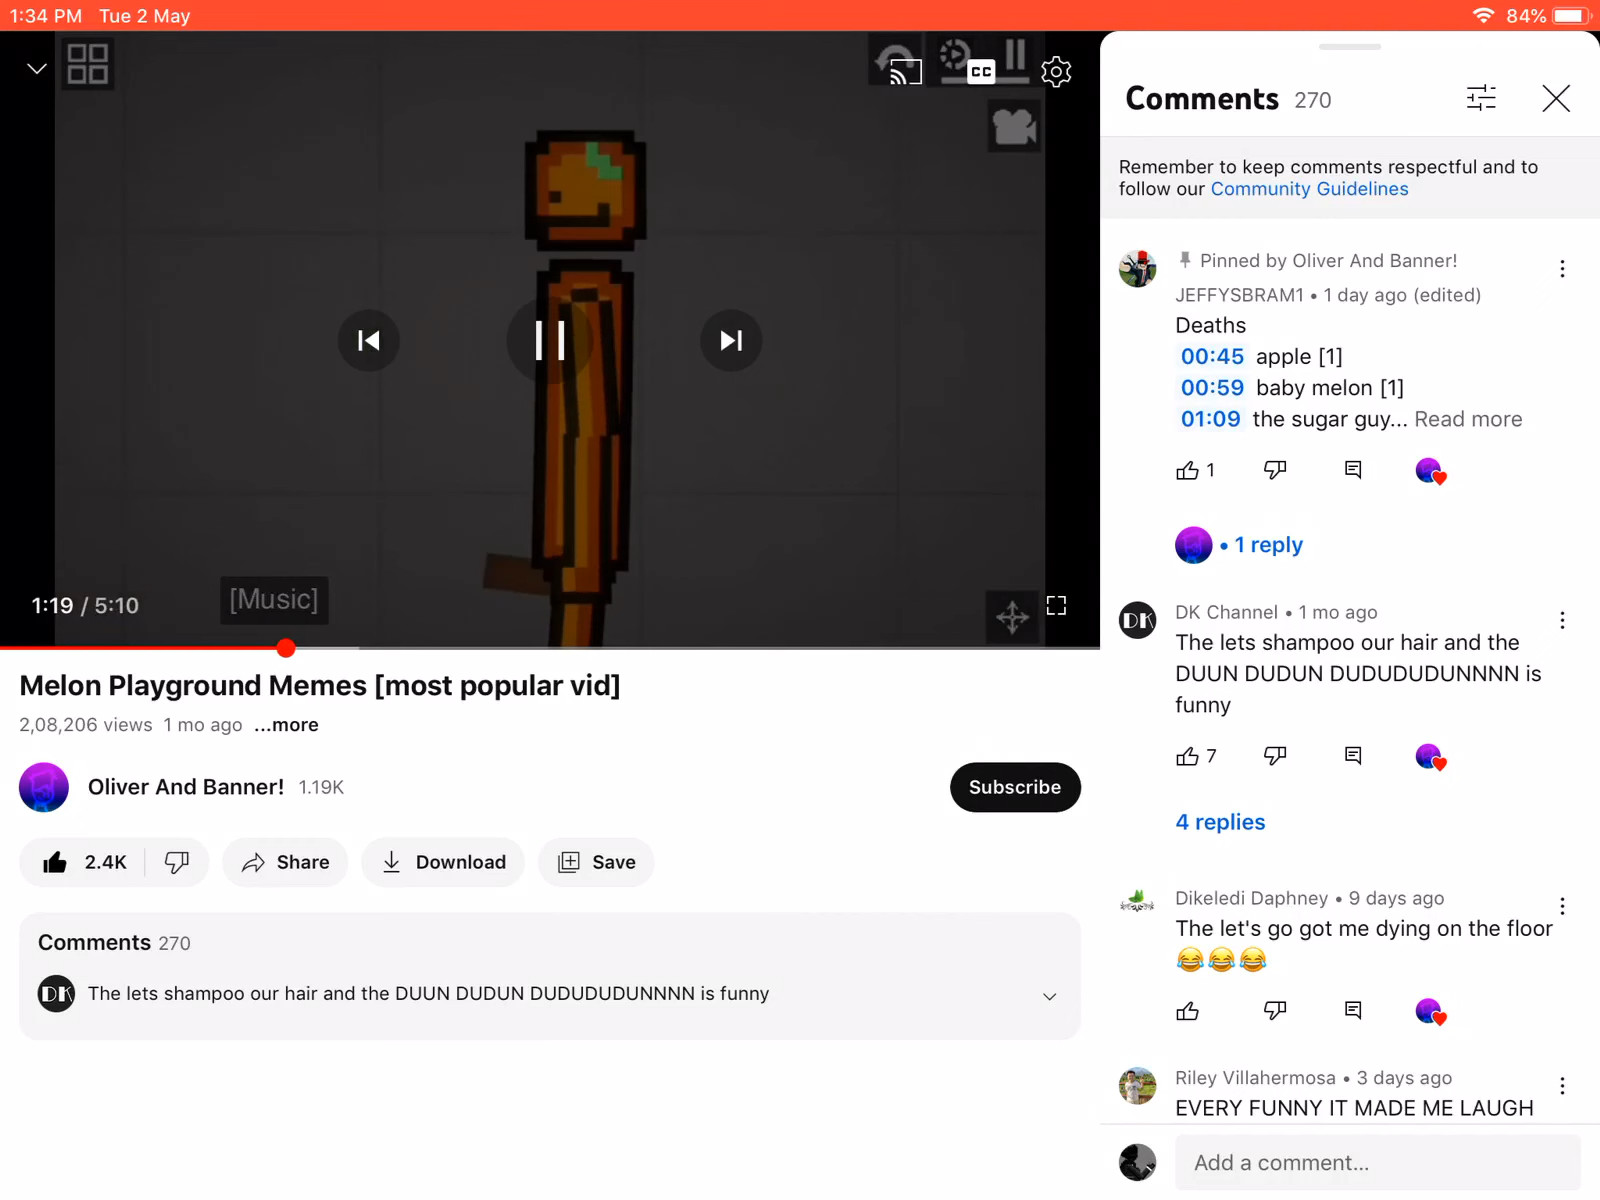 1:34 PM Tue 2 May
84%
CC
[Music]
1:19 / 5:10
Melon Playground Memes [most popular vid]
2,08,206 views 1 mo ago ...more
Oliver And Banner! 1.19K
Subscribe
2.4K
Share
Download
Save
Comments 270
DK
The lets shampoo our hair and the DUUN DUDUN DUDUDUDUNNNN is funny
Comments 270
Remember to keep comments respectful and to
follow our Community Guidelines
Pinned by Oliver And Banner!
JEFFYSBRAM1 • 1 day ago (edited)
Deaths
00:45 apple [1]
00:59 baby melon [1]
01:09 the sugar guy... Read more
1
• 1 reply
DK
DK Channel • 1 mo ago
The lets shampoo our hair and the
DUUN DUDUN DUDUDUDUNNNN is
funny
7
4 replies
Dikeledi Daphney • 9 days ago
The let's go got me dying on the floor
😂😂😂
Riley Villahermosa • 3 days ago
EVERY FUNNY IT MADE ME LAUGH
Add a comment...